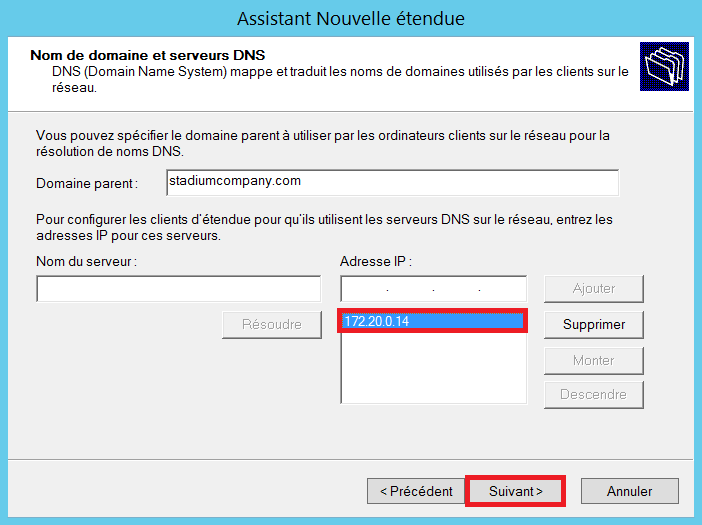 Assistant Nouvelle étendue
Nom de domaine et serveurs DNS
DNS (Domain Name System) mappe et traduit les noms de domaines utilisés par les clients sur le
réseau.
Vous pouvez spécifier le domaine parent à utiliser par les ordinateurs clients sur le réseau pour la
résolution de noms DNS.
Domaine parent : stadiumcompany.com
Pour configurer les clients d'étendue pour qu'ils utilisent les serveurs DNS sur le réseau, entrez les
adresses IP pour ces serveurs.
Nom du serveur : Adresse IP :
. . . Ajouter
Résoudre 172.20.0.14 Supprimer
Monter
Descendre
< Précédent Suivant > Annuler